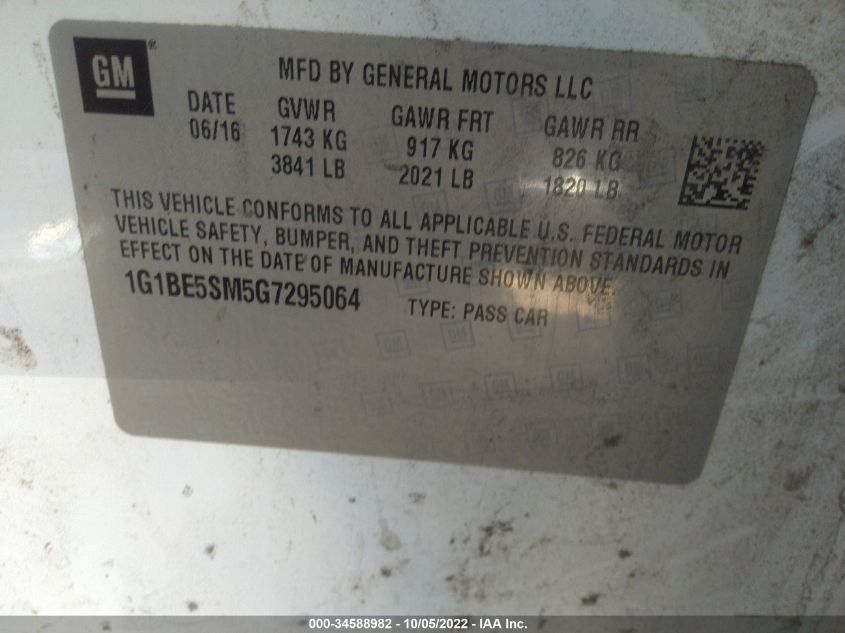 GM®
MFD BY GENERAL MOTORS LLC
DATE GVWR GAWR FRT GAWR RR
06/16 1743 KG 917 KG 826 KG
3841 LB 2021 LB 1820 LB
THIS VEHICLE CONFORMS TO ALL APPLICABLE U.S. FEDERAL MOTOR
VEHICLE SAFETY, BUMPER, AND THEFT PREVENTION STANDARDS IN
EFFECT ON THE DATE OF MANUFACTURE SHOWN ABOVE.
1G1BE5SM5G7295064 TYPE: PASS CAR
000-34588982 - 10/05/2022 - IAA Inc.